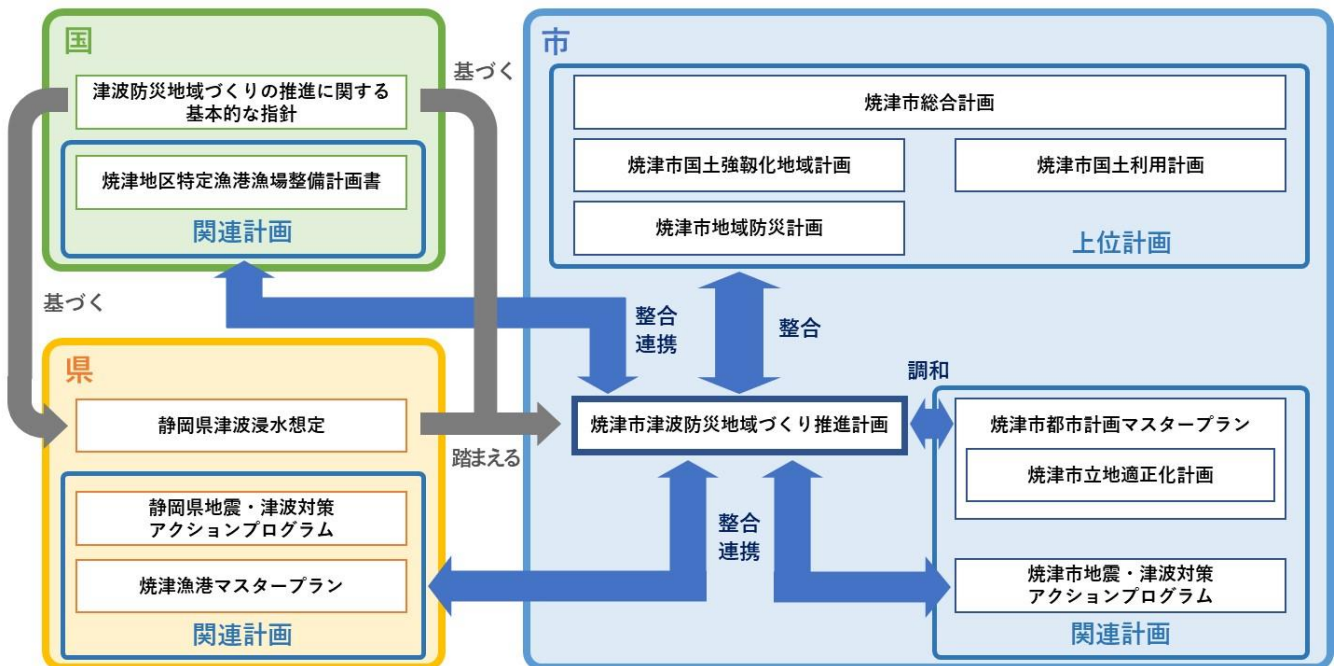 国
津波防災地域づくりの推進に関する
基本的な指針
焼津地区特定漁港漁場整備計画書
関連計画
基づく
基づく
県
静岡県津波浸水想定
静岡県地震・津波対策
アクションプログラム
焼津漁港マスタープラン
関連計画
踏まえる
市
焼津市総合計画
焼津市国土強靱化地域計画
焼津市国土利用計画
焼津市地域防災計画
上位計画
整合
連携
整合
調和
焼津市津波防災地域づくり推進計画
焼津市都市計画マスタープラン
焼津市立地適正化計画
整合
連携
焼津市地震・津波対策
アクションプログラム
関連計画